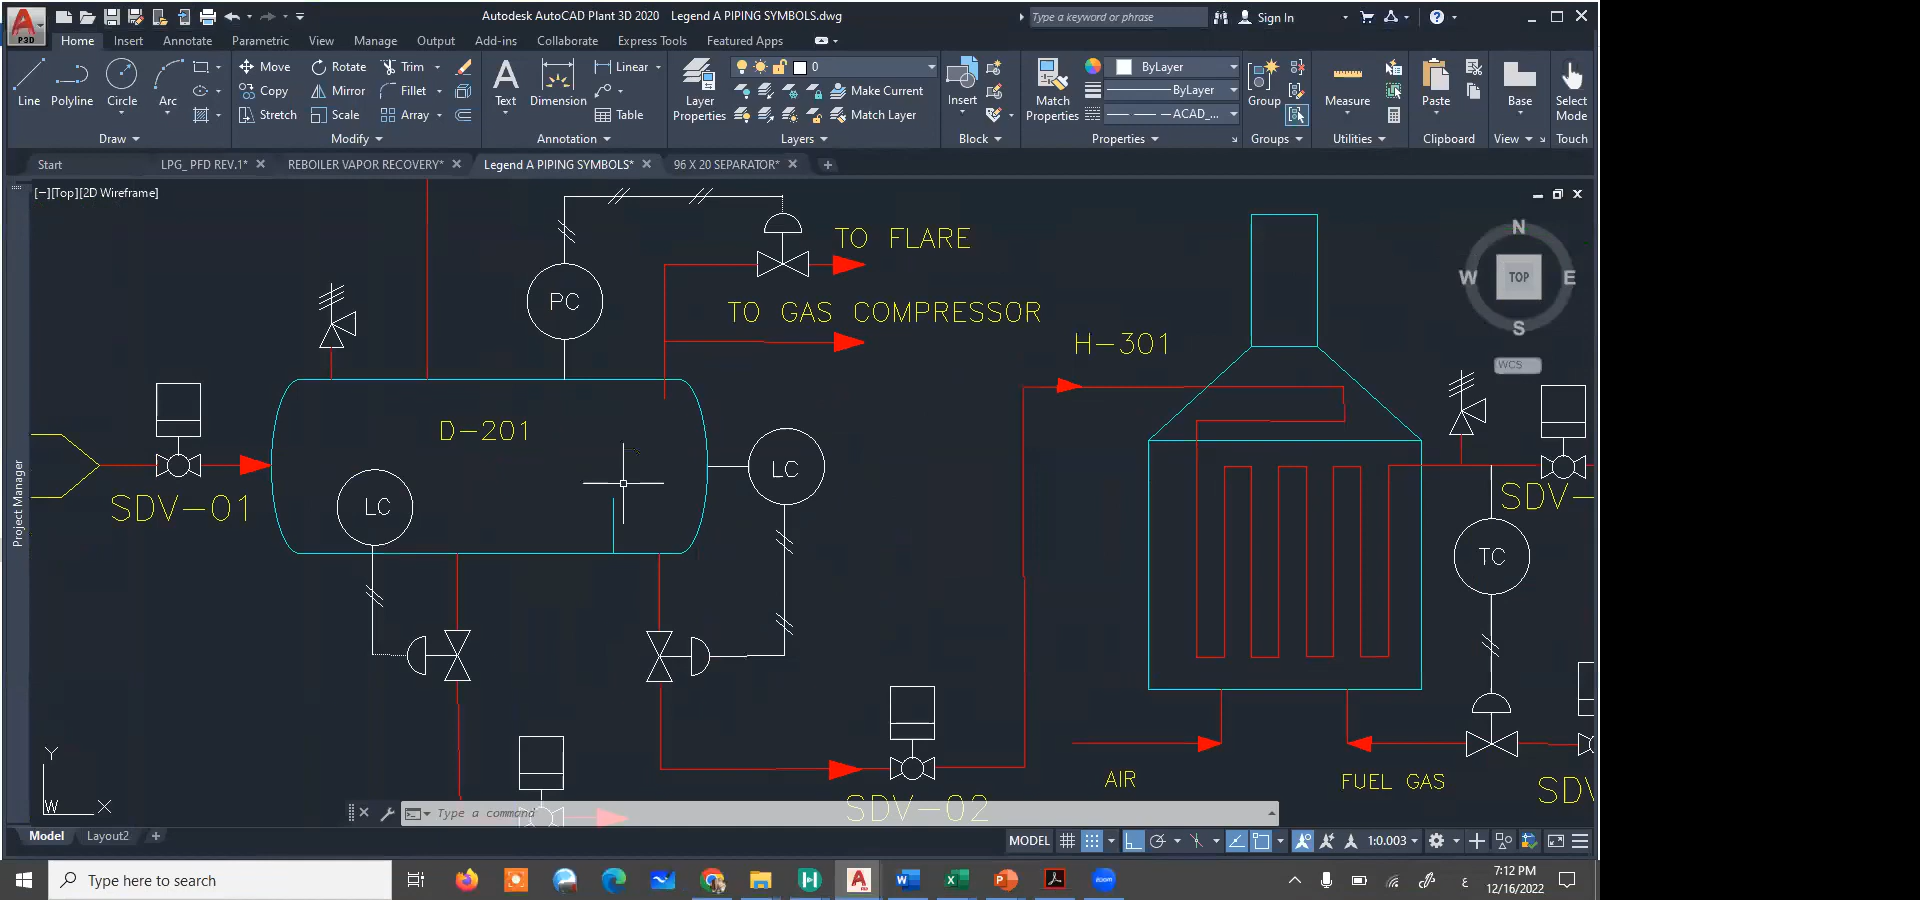 Autodesk AutoCAD Plant 3D 2020 Legend A PIPING SYMBOLS.dwg
Type a keyword or phrase
Sign In
P3D
Home Insert Annotate Parametric View Manage Output Add-ins Collaborate Express Tools Featured Apps
Line Polyline Circle Arc
Move Rotate Trim
Copy Mirror Fillet
Stretch Scale Array
Text Dimension
Linear
Table
Layer Properties
0
Make Current
Match Layer
Insert
Match Properties
ByLayer
ByLayer
ACAD_...
Group
Measure
Paste
Base
Select Mode
Draw Modify Annotation Layers Block Properties Groups Utilities Clipboard View Touch
Start LPG_ PFD REV.1* REBOILER VAPOR RECOVERY* Legend A PIPING SYMBOLS* 96 X 20 SEPARATOR*
[−][Top][2D Wireframe]
Project Manager
N
W TOP E
S
WCS
TO FLARE
PC
TO GAS COMPRESSOR
H-301
D-201
LC
SDV-01
LC
SDV-
TC
AIR
FUEL GAS
SDV
SDV-02
Y
W X
Type a command
Model Layout2
MODEL
1:0.003
Type here to search
7:12 PM
12/16/2022